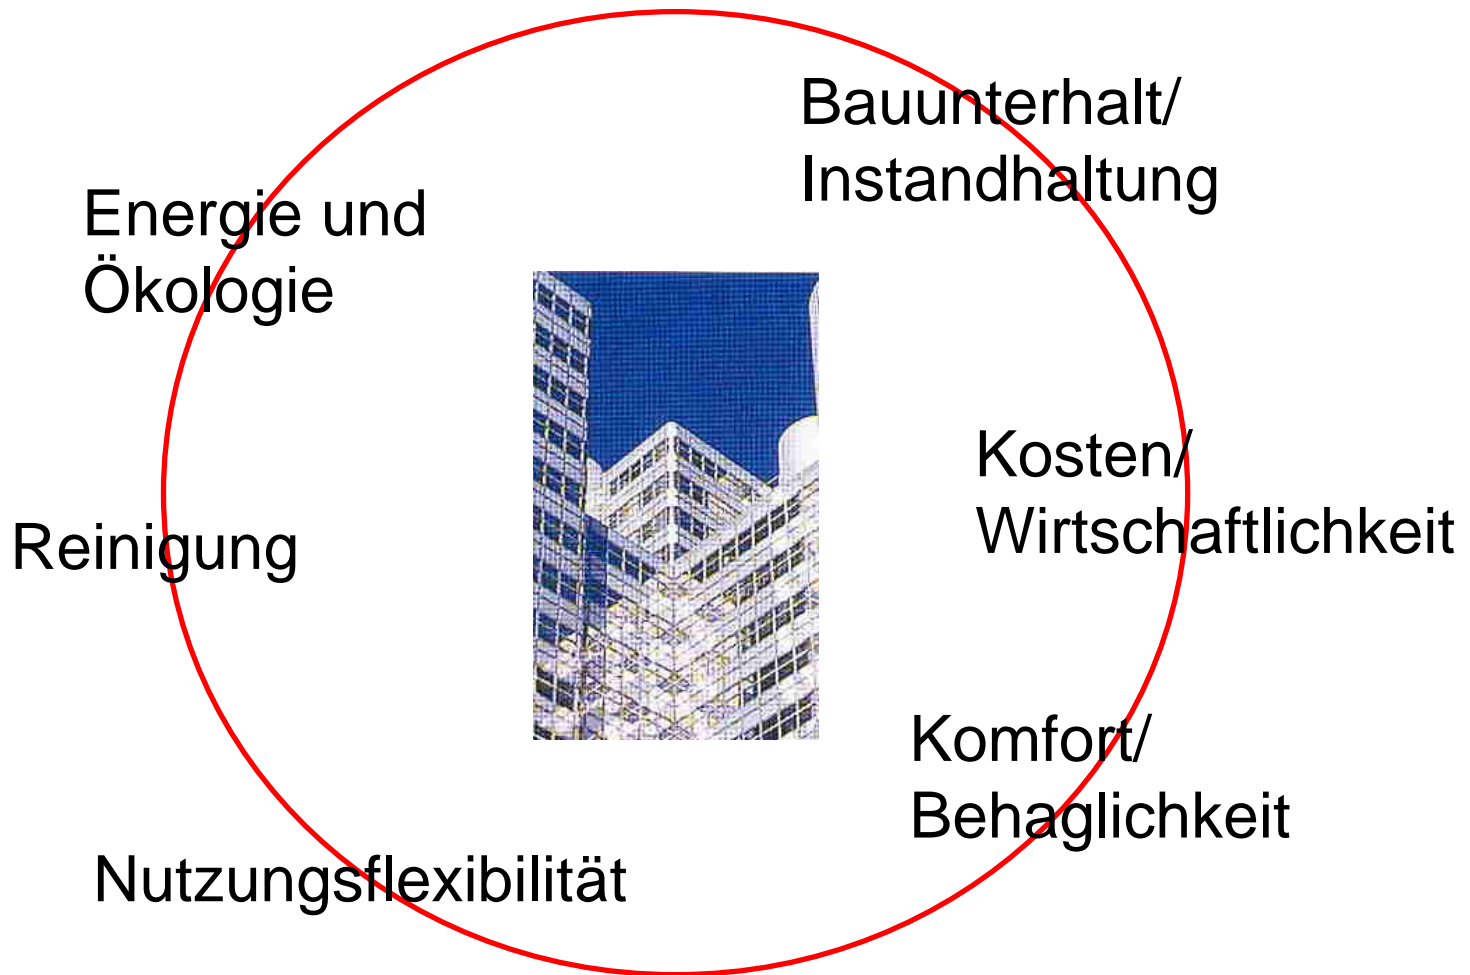 Bauunterhalt/
Instandhaltung
Energie und
Ökologie
Kosten/
Wirtschaftlichkeit
Reinigung
Komfort/
Behaglichkeit
Nutzungsflexibilität